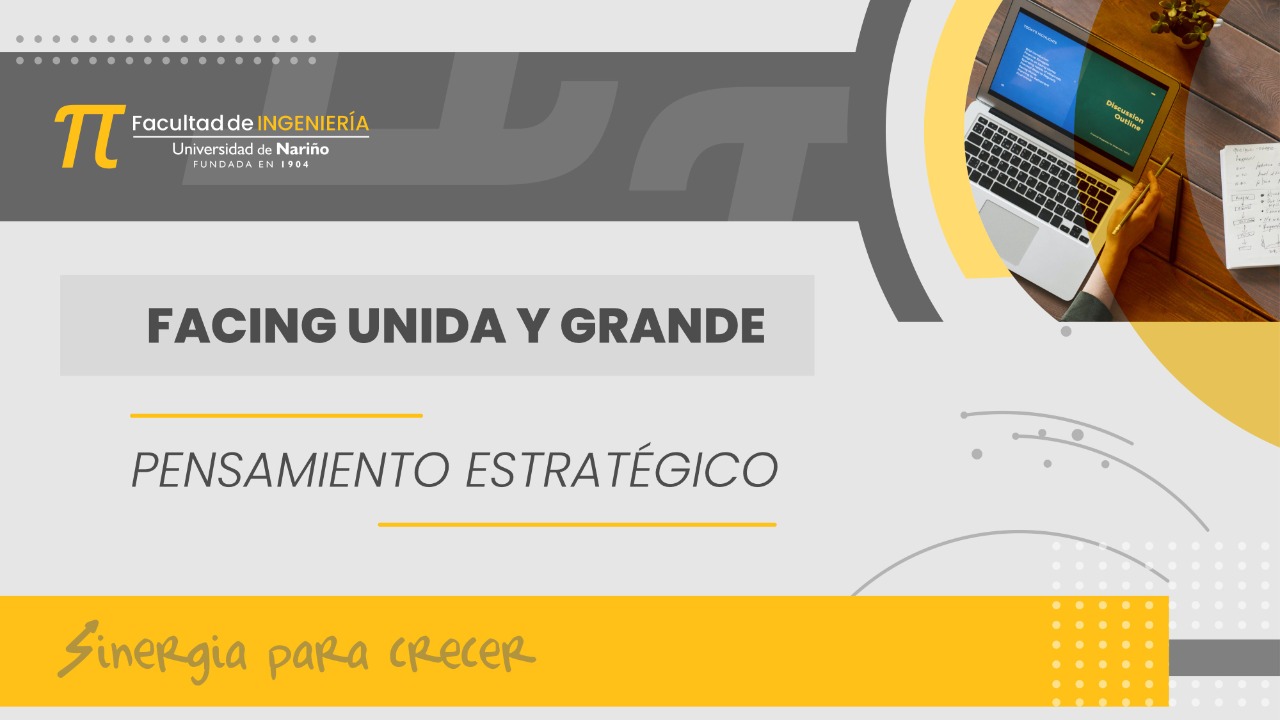 Facultad de INGENIERÍA
Universidad de Nariño
FUNDADA EN 1904
Discussion
Outline
FACING UNIDA Y GRANDE
PENSAMIENTO ESTRATÉGICO
Sinergia para crecer